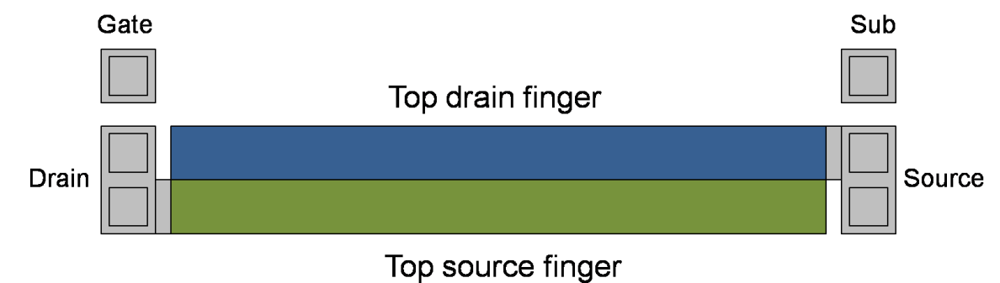 Gate
Sub
Top drain finger
Drain
Source
Top source finger